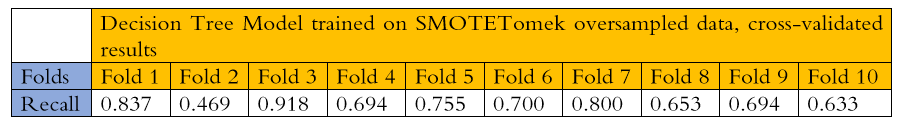 Decision Tree Model trained on SMOTETomek oversampled data, cross-validated
results
Folds Fold 1 Fold 2 Fold 3 Fold 4 Fold 5 Fold 6 Fold 7 Fold 8 Fold 9 Fold 10
Recall 0.837 0.469 0.918 0.694 0.755 0.700 0.800 0.653 0.694 0.633